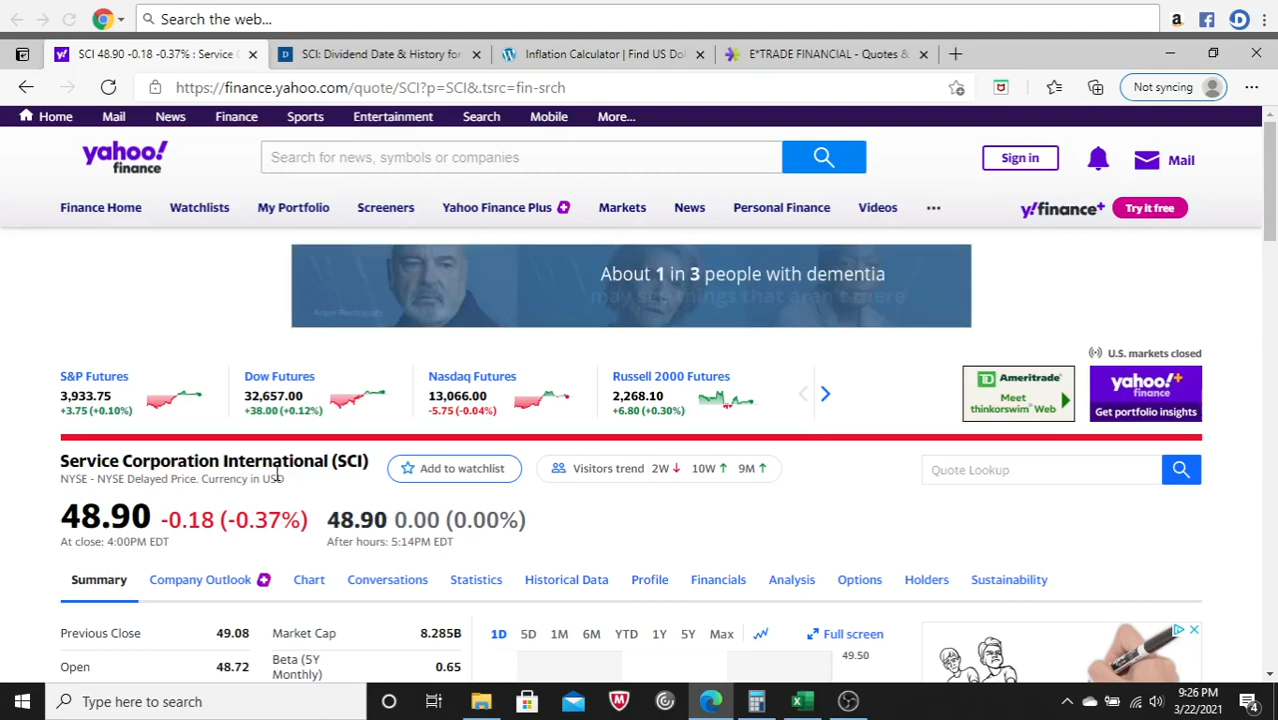 Search the web...
SCI 48.90 -0.18 -0.37% : Service C
SCI: Dividend Date & History for
Inflation Calculator | Find US Do
E*TRADE FINANCIAL - Quotes &
https://finance.yahoo.com/quote/SCI?p=SCI&.tsrc=fin-srch
Not syncing
Home Mail News Finance Sports Entertainment Search Mobile More...
yahoo!
finance
Search for news, symbols or companies
Sign in
Mail
Finance Home Watchlists My Portfolio Screeners Yahoo Finance Plus Markets News Personal Finance Videos ...
y!finance+ Try it free
About 1 in 3 people with dementia
may see things that aren't there
U.S. markets closed
S&P Futures
3,933.75
+3.75 (+0.10%)
Dow Futures
32,657.00
+38.00 (+0.12%)
Nasdaq Futures
13,066.00
-5.75 (-0.04%)
Russell 2000 Futures
2,268.10
+6.80 (+0.30%)
Ameritrade
Meet
thinkorswim Web
yahoo!+
finance
Get portfolio insights
Service Corporation International (SCI)
NYSE - NYSE Delayed Price. Currency in USD
Add to watchlist
Visitors trend 2W 10W 9M
Quote Lookup
48.90 -0.18 (-0.37%)
At close: 4:00PM EDT
48.90 0.00 (0.00%)
After hours: 5:14PM EDT
Summary Company Outlook Chart Conversations Statistics Historical Data Profile Financials Analysis Options Holders Sustainability
Previous Close 49.08
Market Cap 8.285B
1D 5D 1M 6M YTD 1Y 5Y Max
Full screen
49.50
Open 48.72
Beta (5Y
Monthly) 0.65
Type here to search
9:26 PM
3/22/2021
4